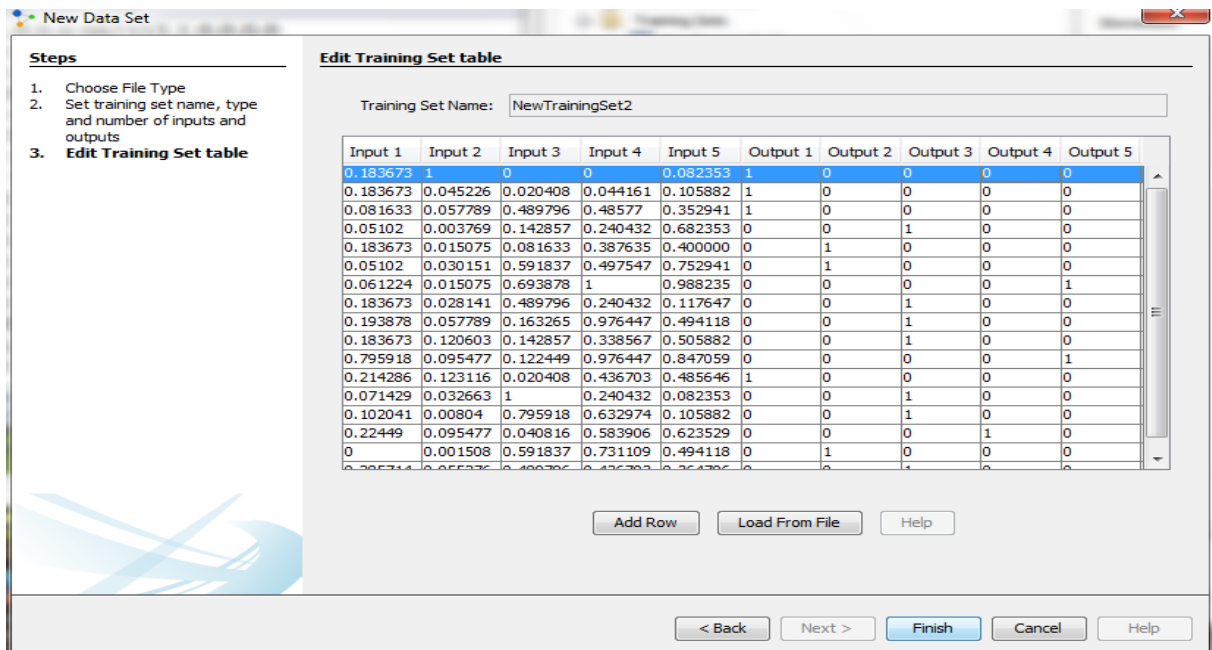 New Data Set
Steps
1. Choose File Type
2. Set training set name, type
and number of inputs and
outputs
3. Edit Training Set table
Edit Training Set table
Training Set Name: NewTrainingSet2
Input 1 Input 2 Input 3 Input 4 Input 5 Output 1 Output 2 Output 3 Output 4 Output 5
0.183673 1 0 0 0.082353 1 0 0 0 0
0.183673 0.045226 0.020408 0.044161 0.105882 1 0 0 0 0
0.081633 0.057789 0.489796 0.48577 0.352941 1 0 0 0 0
0.05102 0.003769 0.142857 0.240432 0.682353 0 0 1 0 0
0.183673 0.015075 0.081633 0.387635 0.400000 0 1 0 0 0
0.05102 0.030151 0.591837 0.497547 0.752941 0 1 0 0 0
0.061224 0.015075 0.693878 1 0.988235 0 0 0 0 1
0.183673 0.028141 0.489796 0.240432 0.117647 0 0 1 0 0
0.193878 0.057789 0.163265 0.976447 0.494118 0 0 1 0 0
0.183673 0.120603 0.142857 0.338567 0.505882 0 0 1 0 0
0.795918 0.095477 0.122449 0.976447 0.847059 0 0 0 0 1
0.214286 0.123116 0.020408 0.436703 0.485646 1 0 0 0 0
0.071429 0.032663 1 0.240432 0.082353 0 0 1 0 0
0.102041 0.00804 0.795918 0.632974 0.105882 0 0 1 0 0
0.22449 0.095477 0.040816 0.583906 0.623529 0 0 0 1 0
0 0.001508 0.591837 0.731109 0.494118 0 1 0 0 0
Add Row Load From File Help
< Back Next > Finish Cancel Help